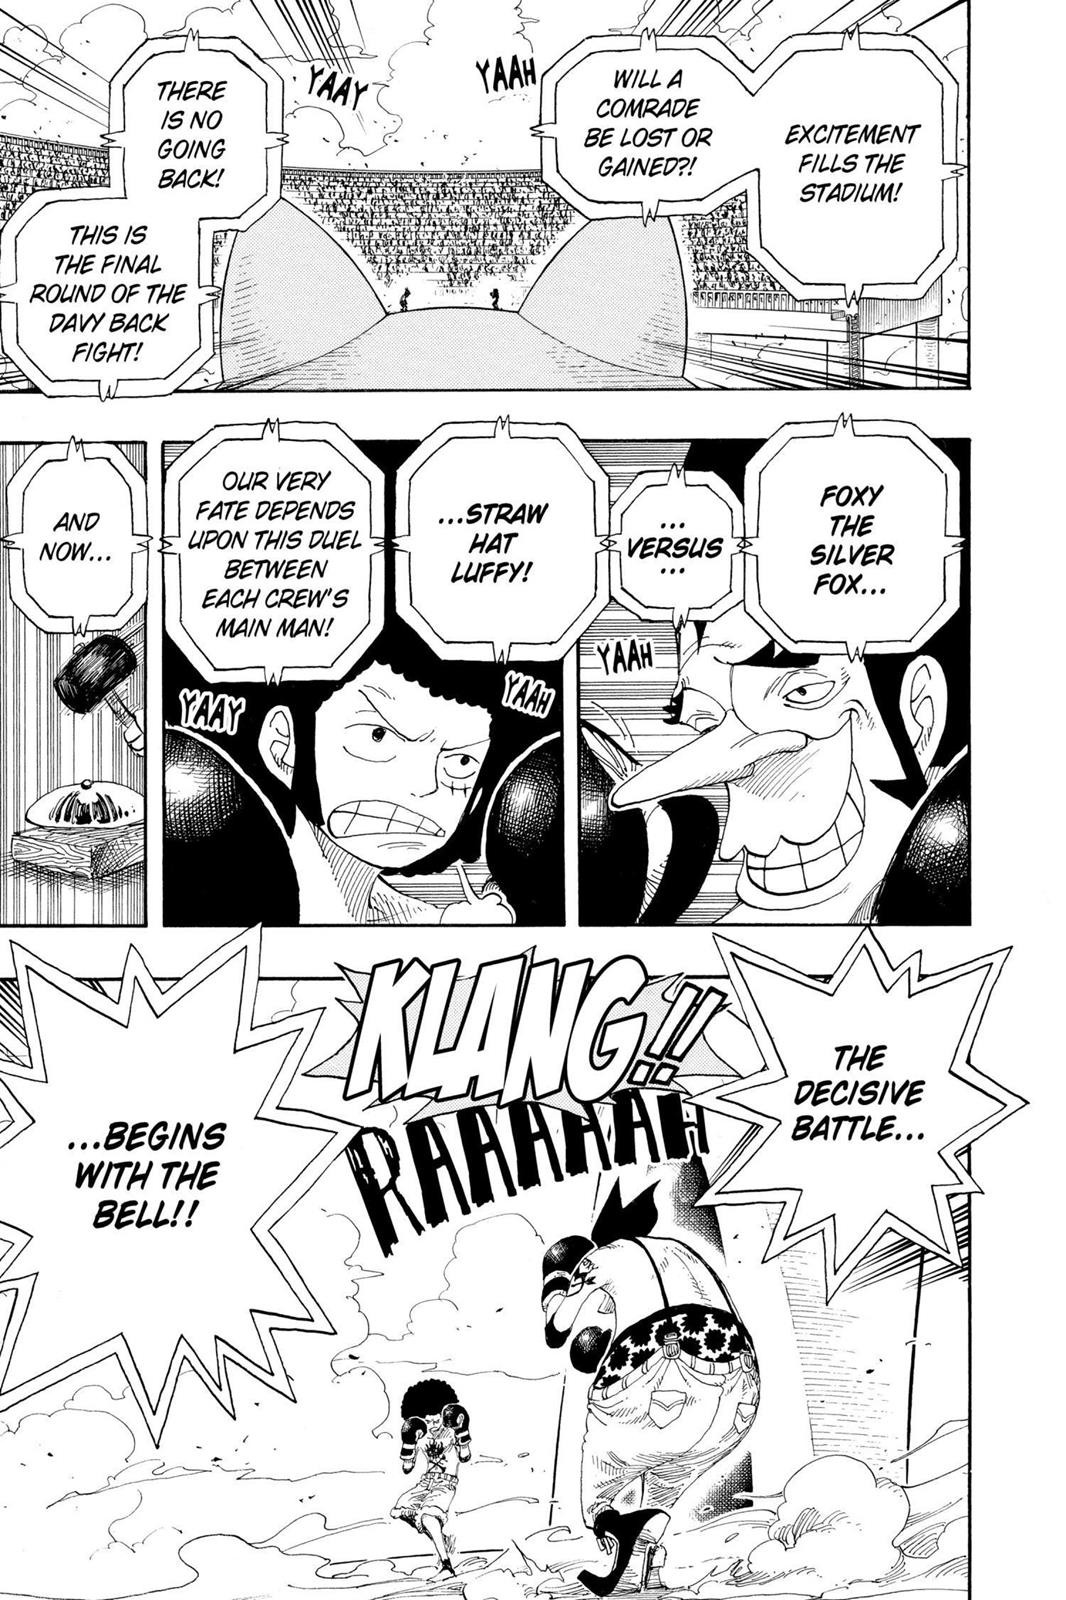 EXCITEMENT
FILLS THE
STADIUM!
WILL A
COMRADE
BE LOST OR
GAINED?!
YAAH
YAAY
THERE
IS NO
GOING
BACK!
THIS IS
THE FINAL
ROUND OF THE
DAVY BACK
FIGHT!
FOXY
THE
SILVER
FOX...
...
VERSUS
...
YAAH
...STRAW
HAT
LUFFY!
YAAH
OUR VERY
FATE DEPENDS
UPON THIS DUEL
BETWEEN
EACH CREW'S
MAIN MAN!
YAAY
AND
NOW...
THE
DECISIVE
BATTLE...
KLANG!!
RAAAAAAH
...BEGINS
WITH THE
BELL!!